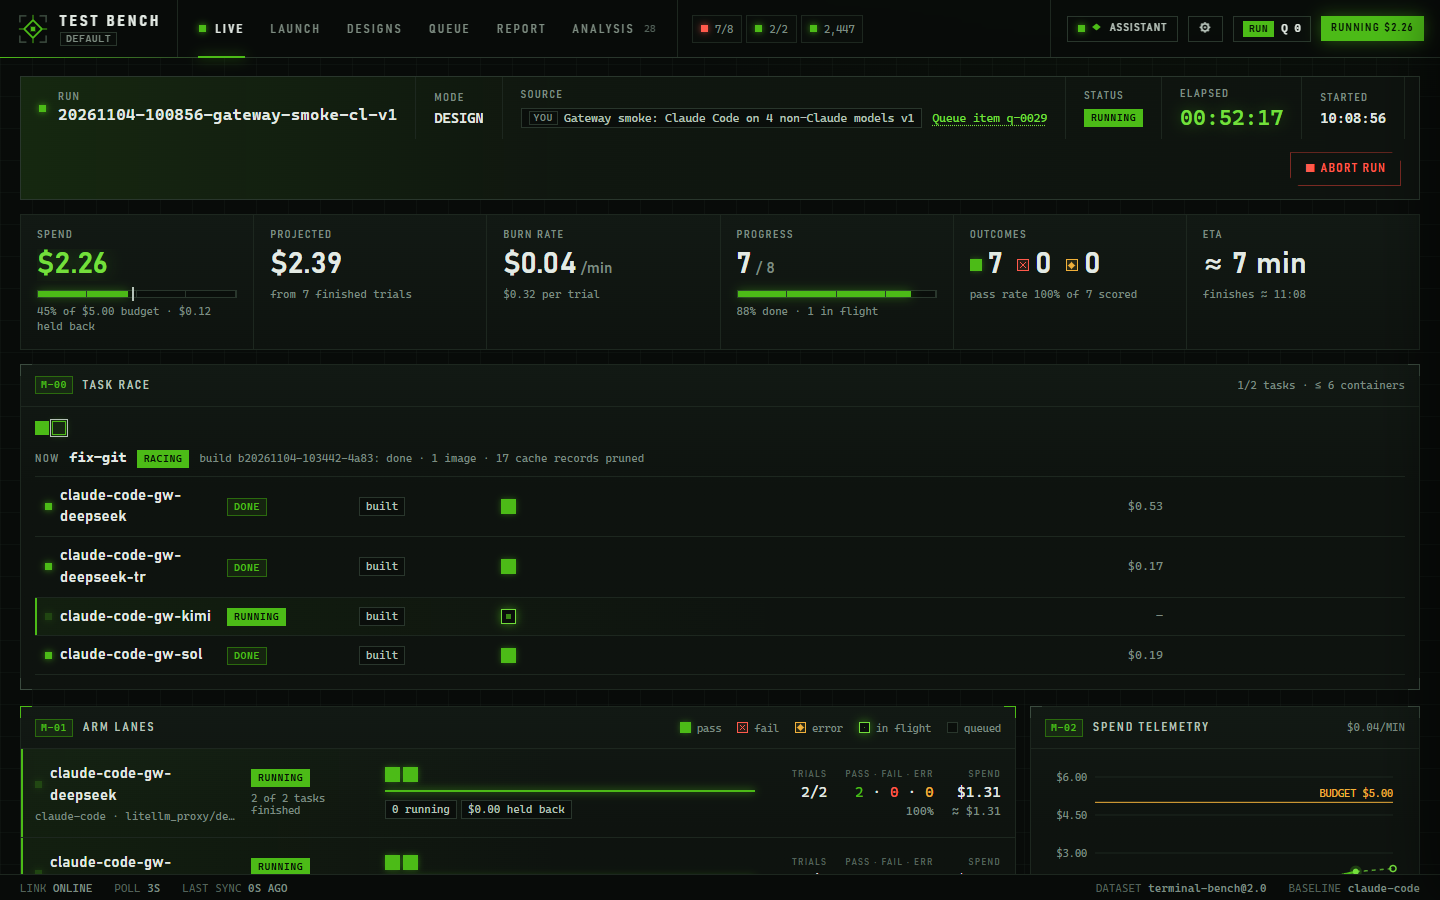 TEST BENCH
DEFAULT
LIVE
LAUNCH
DESIGNS
QUEUE
REPORT
ANALYSIS 28
7/8
2/2
2,447
ASSISTANT
RUN Q 0
RUNNING $2.26
RUN
20261104-100856-gateway-smoke-cl-v1
MODE
DESIGN
SOURCE
YOU Gateway smoke: Claude Code on 4 non-Claude models v1
Queue item q-0029
STATUS
RUNNING
ELAPSED
00:52:17
STARTED
10:08:56
ABORT RUN
SPEND
$2.26
45% of $5.00 budget · $0.12
held back
PROJECTED
$2.39
from 7 finished trials
BURN RATE
$0.04 /min
$0.32 per trial
PROGRESS
7 / 8
88% done · 1 in flight
OUTCOMES
7 0 0
pass rate 100% of 7 scored
ETA
≈ 7 min
finishes ≈ 11:08
M-00 TASK RACE
1/2 tasks · ≤ 6 containers
NOW fix-git RACING build b20261104-103442-4a83: done · 1 image · 17 cache records pruned
claude-code-gw-
deepseek
DONE built $0.53
claude-code-gw-
deepseek-tr
DONE built $0.17
claude-code-gw-kimi RUNNING built —
claude-code-gw-sol DONE built $0.19
M-01 ARM LANES
pass fail error in flight queued
claude-code-gw-
deepseek
claude-code · litellm_proxy/de…
RUNNING
2 of 2 tasks
finished
0 running $0.00 held back
TRIALS
2/2
PASS · FAIL · ERR
2 · 0 · 0
100%
SPEND
$1.31
≈ $1.31
claude-code-gw-
RUNNING
TRIALS
PASS · FAIL · ERR
SPEND
M-02 SPEND TELEMETRY
$0.04/MIN
$6.00
BUDGET $5.00
$4.50
$3.00
LINK ONLINE
POLL 3S
LAST SYNC 0S AGO
DATASET terminal-bench@2.0
BASELINE claude-code